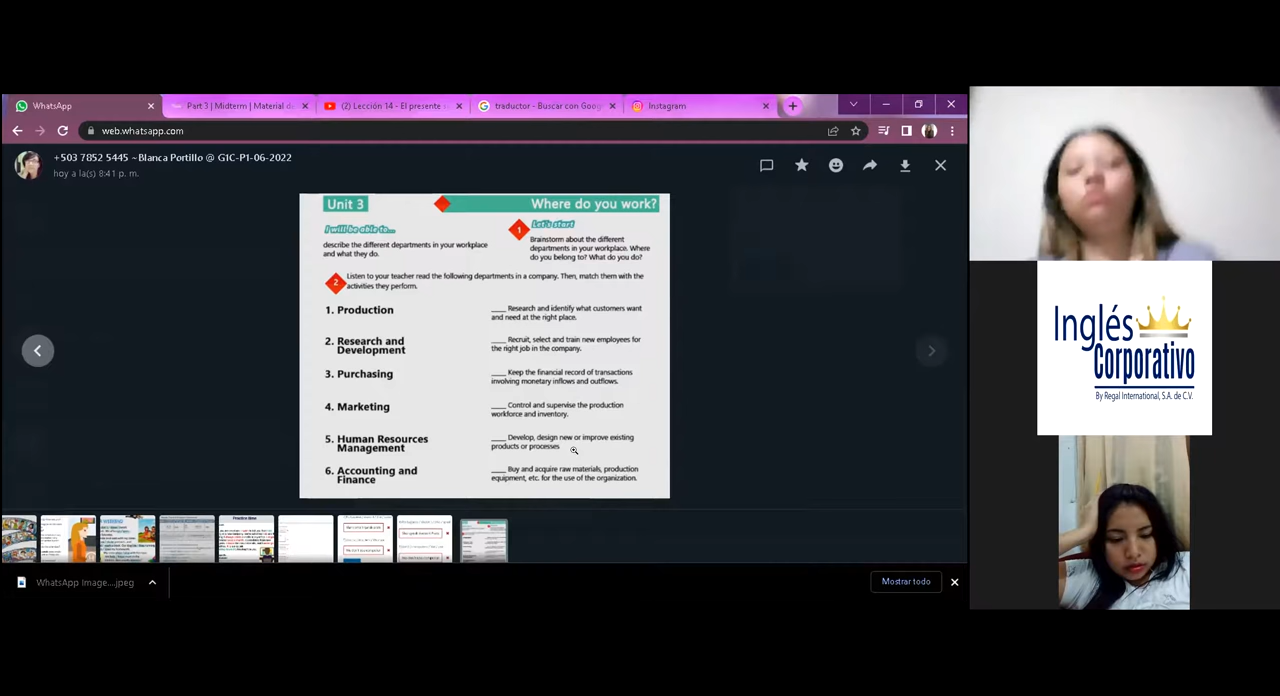 WhatsApp
Part 3 | Midterm | Material d
(2) Lección 14 - El presente s
traductor - Buscar con Goog
Instagram
web.whatsapp.com
+503 7852 5445 ~Blanca Portillo @ G1C-P1-06-2022
hoy a la(s) 8:41 p. m.
Unit 3
Where do you work?
I will be able to...
describe the different departments in your workplace
and what they do.
1
Let's start
Brainstorm about the different
departments in your workplace. Where
do you belong to? What do you do?
2
Listen to your teacher read the following departments in a company. Then, match them with the
activities they perform.
1. Production
____ Research and identify what customers want
and need at the right place.
2. Research and
Development
____ Recruit, select and train new employees for
the right job in the company.
3. Purchasing
____ Keep the financial record of transactions
involving monetary inflows and outflows.
4. Marketing
____ Control and supervise the production
workforce and inventory.
5. Human Resources
Management
____ Develop, design new or improve existing
products or processes
6. Accounting and
Finance
____ Buy and acquire raw materials, production
equipment, etc. for the use of the organization.
Practice time
WhatsApp Image....jpeg
Mostrar todo
Inglés
Corporativo
By Regal International, S.A. de C.V.